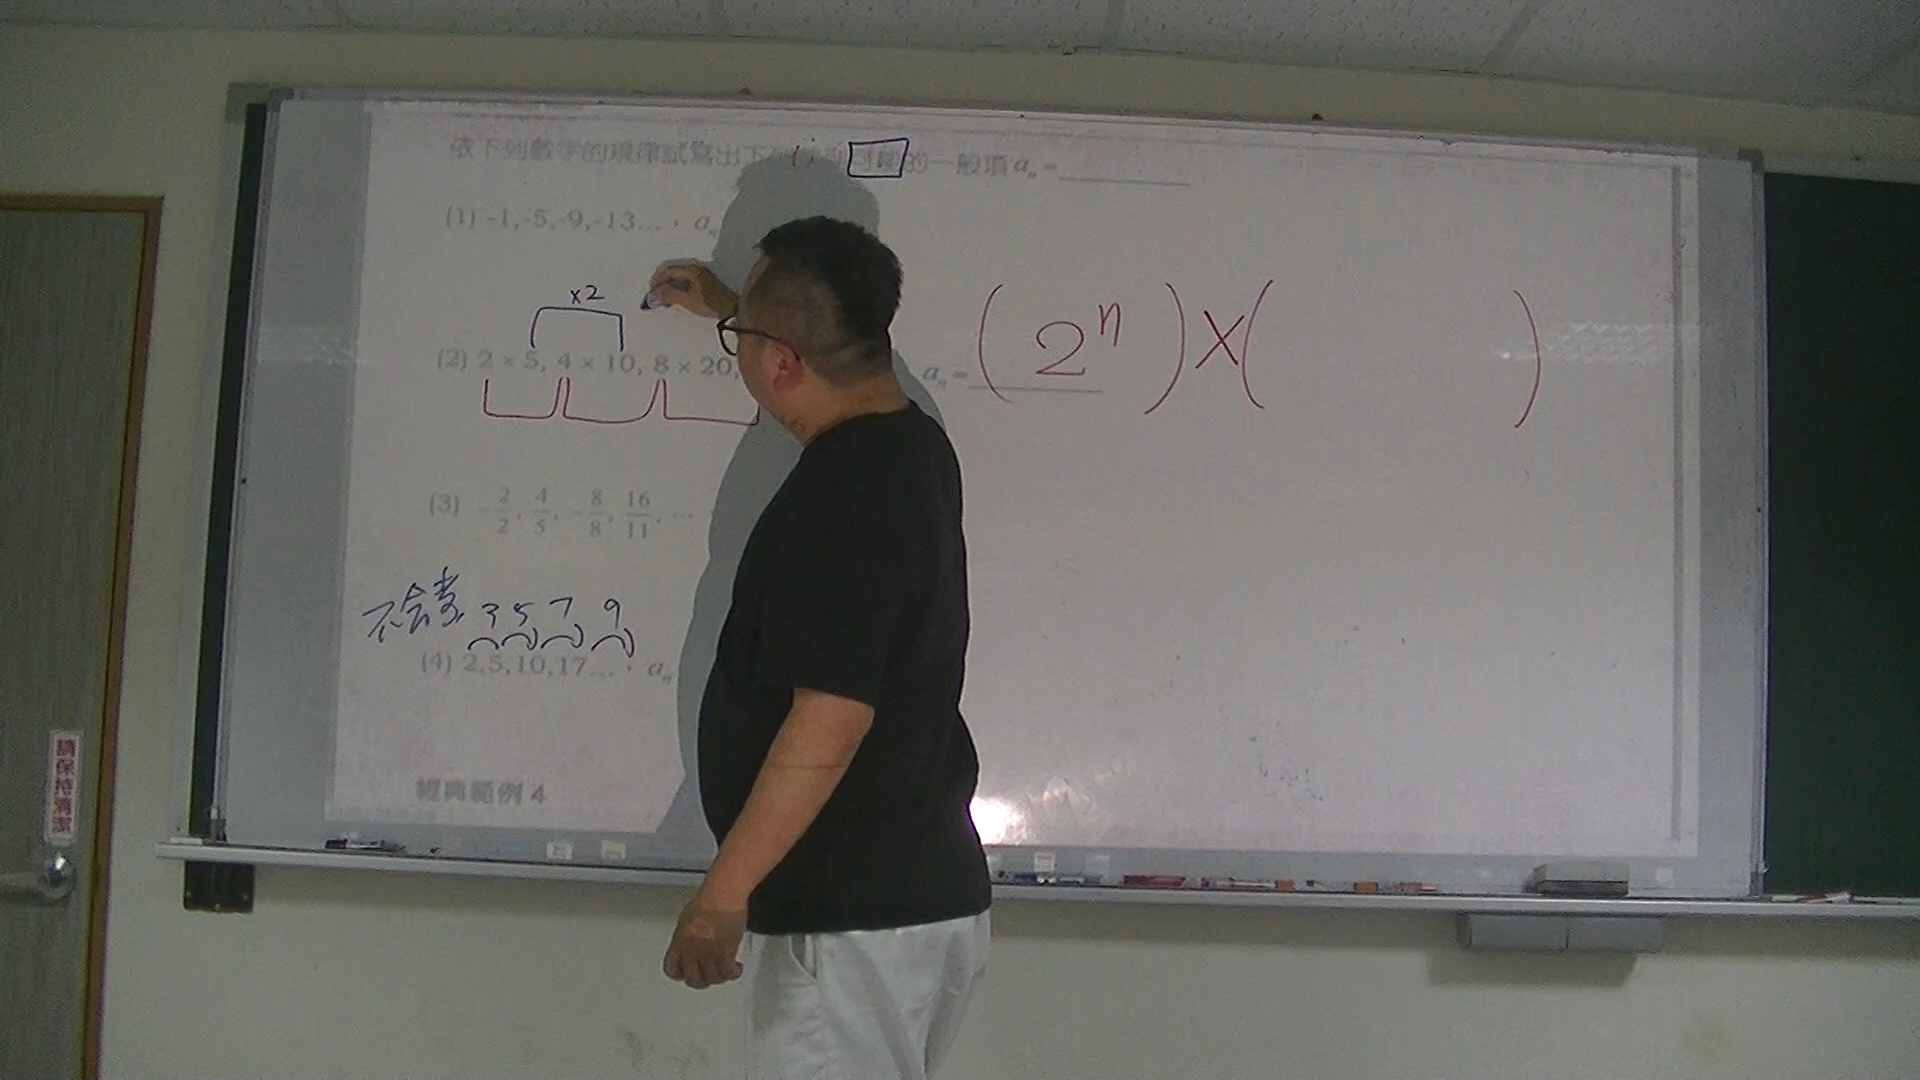 依下列數字的規律試寫出下列 的一般項 aₙ = ______
(1) -1,-5,-9,-13... , aₙ
×2
(2) 2 × 5, 4 × 10, 8 × 20, aₙ = (2ⁿ)×( )
(3) -2/2, 4/5, -8/8, 16/11, ...
不會考 3 5 7 9
(4) 2,5,10,17... , aₙ
經典範例 4
請保持清潔